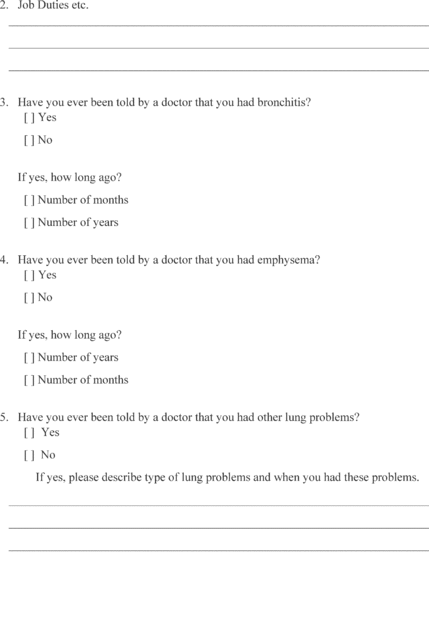 2. Job Duties etc.
3. Have you ever been told by a doctor that you had bronchitis?
[ ] Yes
[ ] No
If yes, how long ago?
[ ] Number of months
[ ] Number of years
4. Have you ever been told by a doctor that you had emphysema?
[ ] Yes
[ ] No
If yes, how long ago?
[ ] Number of years
[ ] Number of months
5. Have you ever been told by a doctor that you had other lung problems?
[ ] Yes
[ ] No
If yes, please describe type of lung problems and when you had these problems.